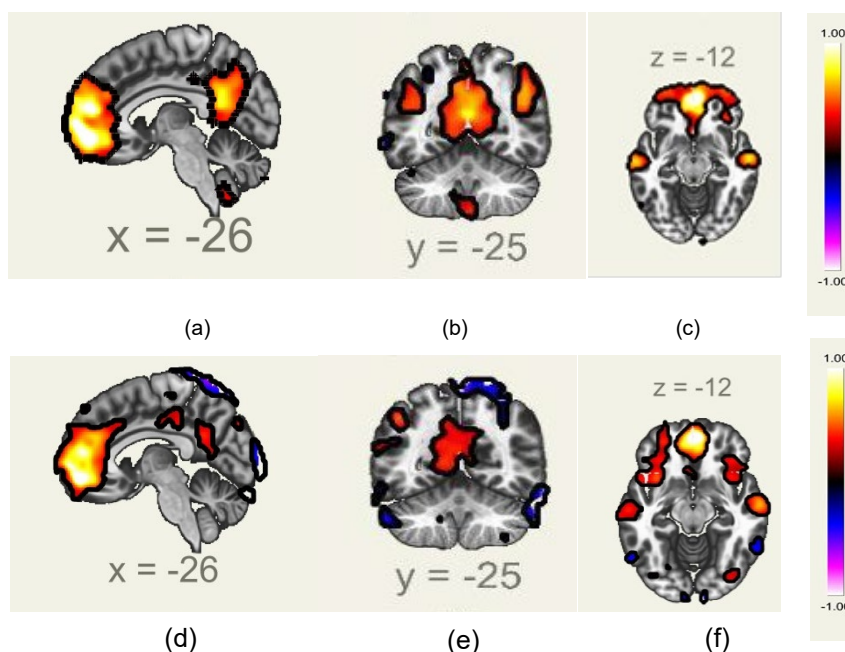 1.00
z = -12
x = -26
y = -25
-1.00
(a)
(b)
(c)
1.00
z = -12
x = -26
y = -25
-1.00
(d)
(e)
(f)